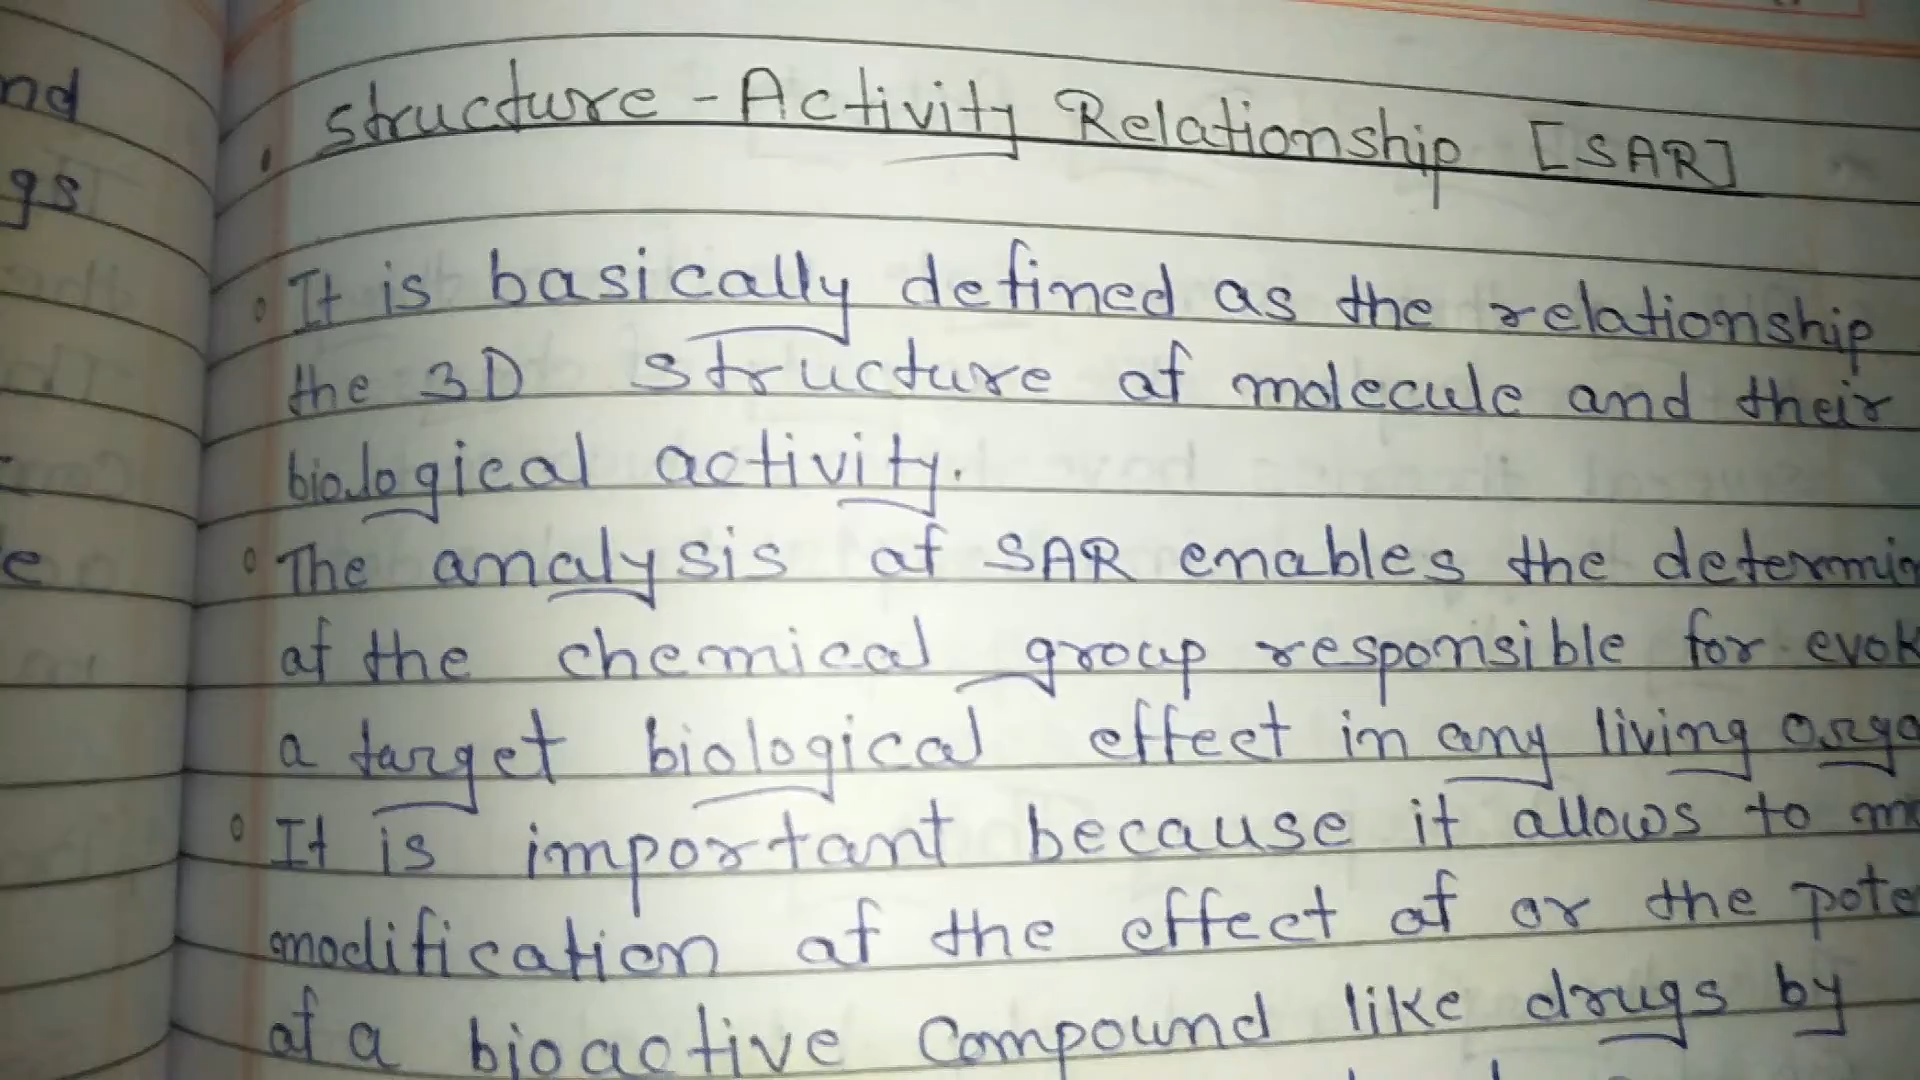 nd
gs
e
Structure - Activity Relationship [SAR]
It is basically defined as the relationship
the 3D structure of molecule and their
biological activity.
The analysis of SAR enables the determin
of the chemical group responsible for evok
a target biological effect in any living orga
It is important because it allows to
modification of the effect of or the pote
of a bioactive compound like drugs by